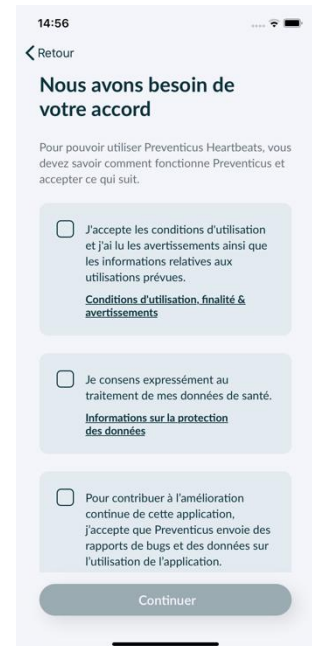 14:56
Retour
Nous avons besoin de
votre accord
Pour pouvoir utiliser Preventicus Heartbeats, vous
devez savoir comment fonctionne Preventicus et
accepter ce qui suit.
J'accepte les conditions d'utilisation
et j'ai lu les avertissements ainsi que
les informations relatives aux
utilisations prévues.
Conditions d'utilisation, finalité &
avertissements
Je consens expressément au
traitement de mes données de santé.
Informations sur la protection
des données
Pour contribuer à l'amélioration
continue de cette application,
j'accepte que Preventicus envoie des
rapports de bugs et des données sur
l'utilisation de l'application.
Continuer